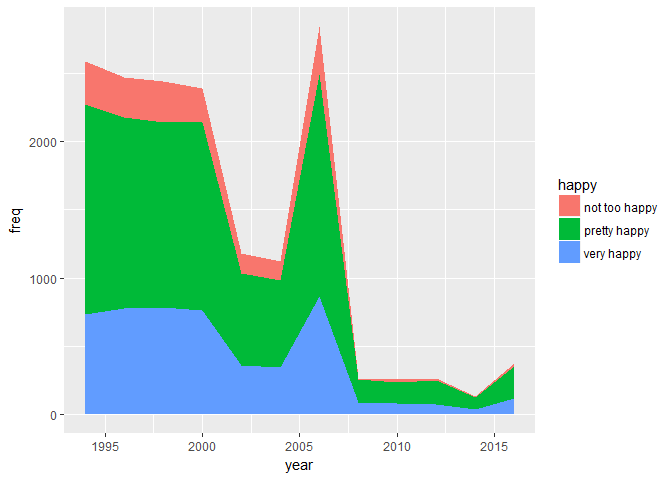 freq
2000
1000
0
1995
2000
2005
2010
2015
year
happy
not too happy
pretty happy
very happy